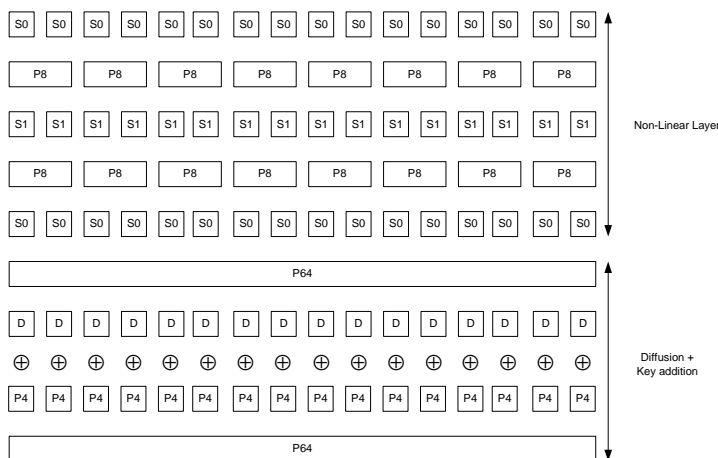 S0 S0 S0 S0 S0 S0 S0 S0 S0 S0 S0 S0 S0 S0 S0 S0
P8 P8 P8 P8 P8 P8 P8 P8
S1 S1 S1 S1 S1 S1 S1 S1 S1 S1 S1 S1 S1 S1 S1 S1
Non-Linear Layer
P8 P8 P8 P8 P8 P8 P8 P8
S0 S0 S0 S0 S0 S0 S0 S0 S0 S0 S0 S0 S0 S0 S0 S0
P64
D D D D D D D D D D D D D D D D
⊕ ⊕ ⊕ ⊕ ⊕ ⊕ ⊕ ⊕ ⊕ ⊕ ⊕ ⊕ ⊕ ⊕ ⊕ ⊕
Diffusion +
Key addition
P4 P4 P4 P4 P4 P4 P4 P4 P4 P4 P4 P4 P4 P4 P4 P4
P64